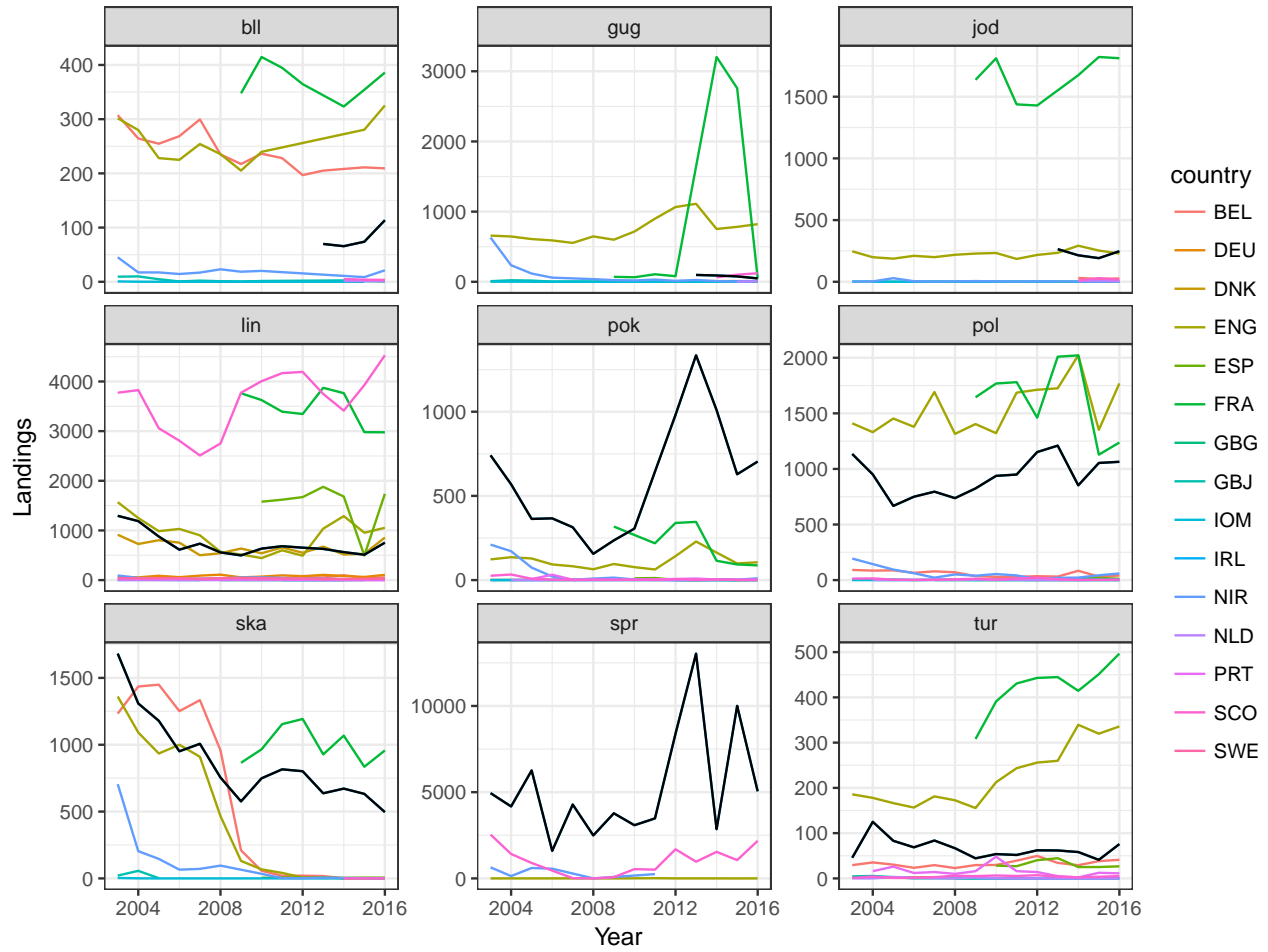 bll
gug
jod
0
100
200
300
400
0
1000
2000
3000
0
500
1000
1500
lin
pok
pol
0
1000
2000
3000
4000
0
500
1000
0
500
1000
1500
2000
ska
spr
tur
0
500
1000
1500
0
5000
10000
0
100
200
300
400
500
2004
2008
2012
2016
2004
2008
2012
2016
2004
2008
2012
2016
Year
Landings
country
BEL
DEU
DNK
ENG
ESP
FRA
GBG
GBJ
IOM
IRL
NIR
NLD
PRT
SCO
SWE